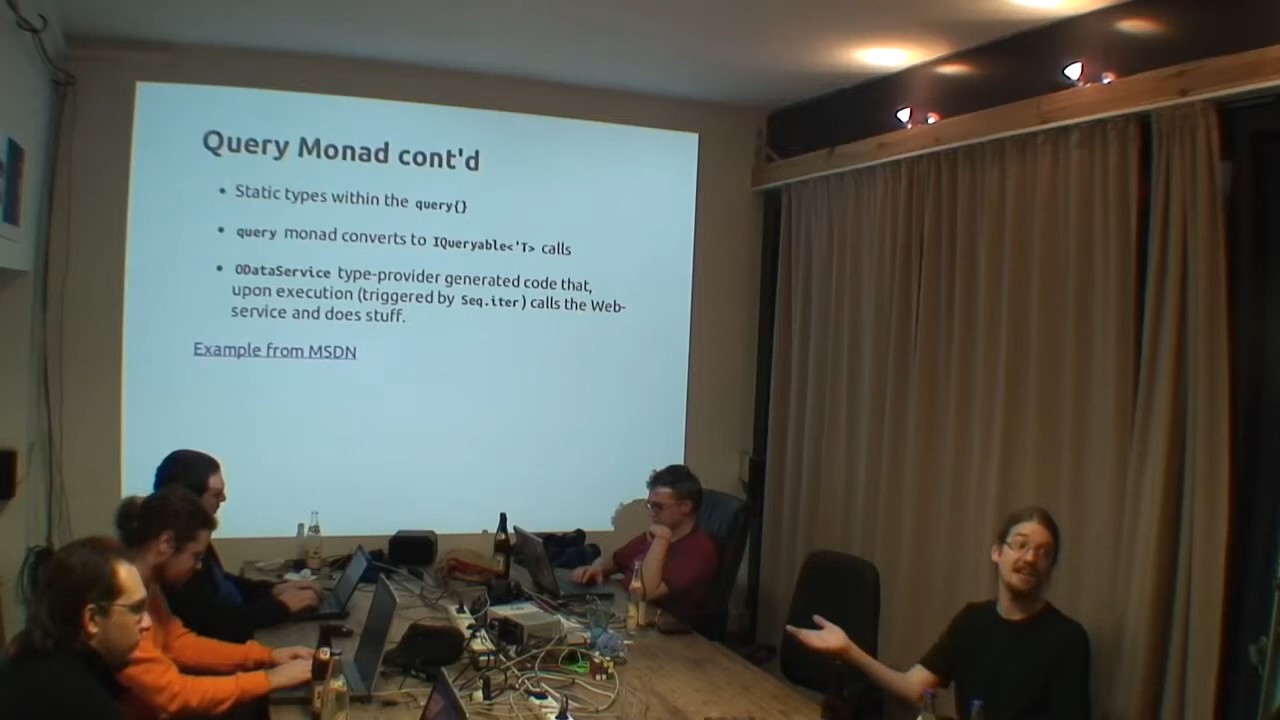 Query Monad cont'd
• Static types within the query{}
• query monad converts to IQueryable<'T> calls
• ODataService type-provider generated code that,
upon execution (triggered by Seq.iter) calls the Web-
service and does stuff.
Example from MSDN